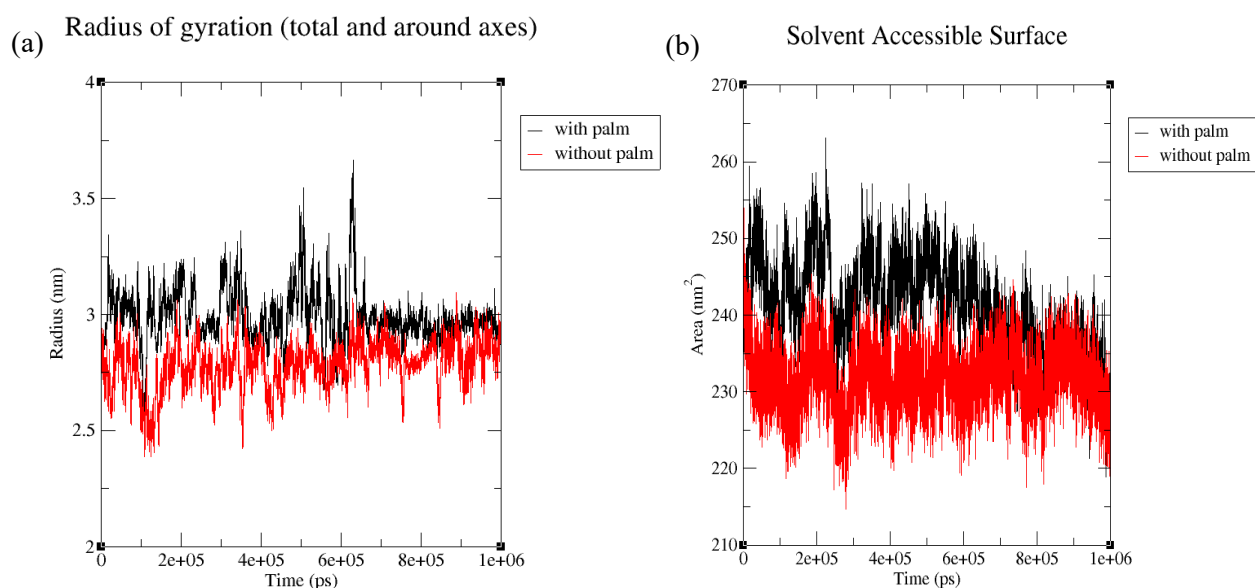 (a)
Radius of gyration (total and around axes)
4
3.5
3
2.5
2
Radius (nm)
0
2e+05
4e+05
6e+05
8e+05
1e+06
Time (ps)
with palm
without palm
(b)
Solvent Accessible Surface
270
260
250
240
230
220
210
Area (nm²)
0
2e+05
4e+05
6e+05
8e+05
1e+06
Time (ps)
with palm
without palm